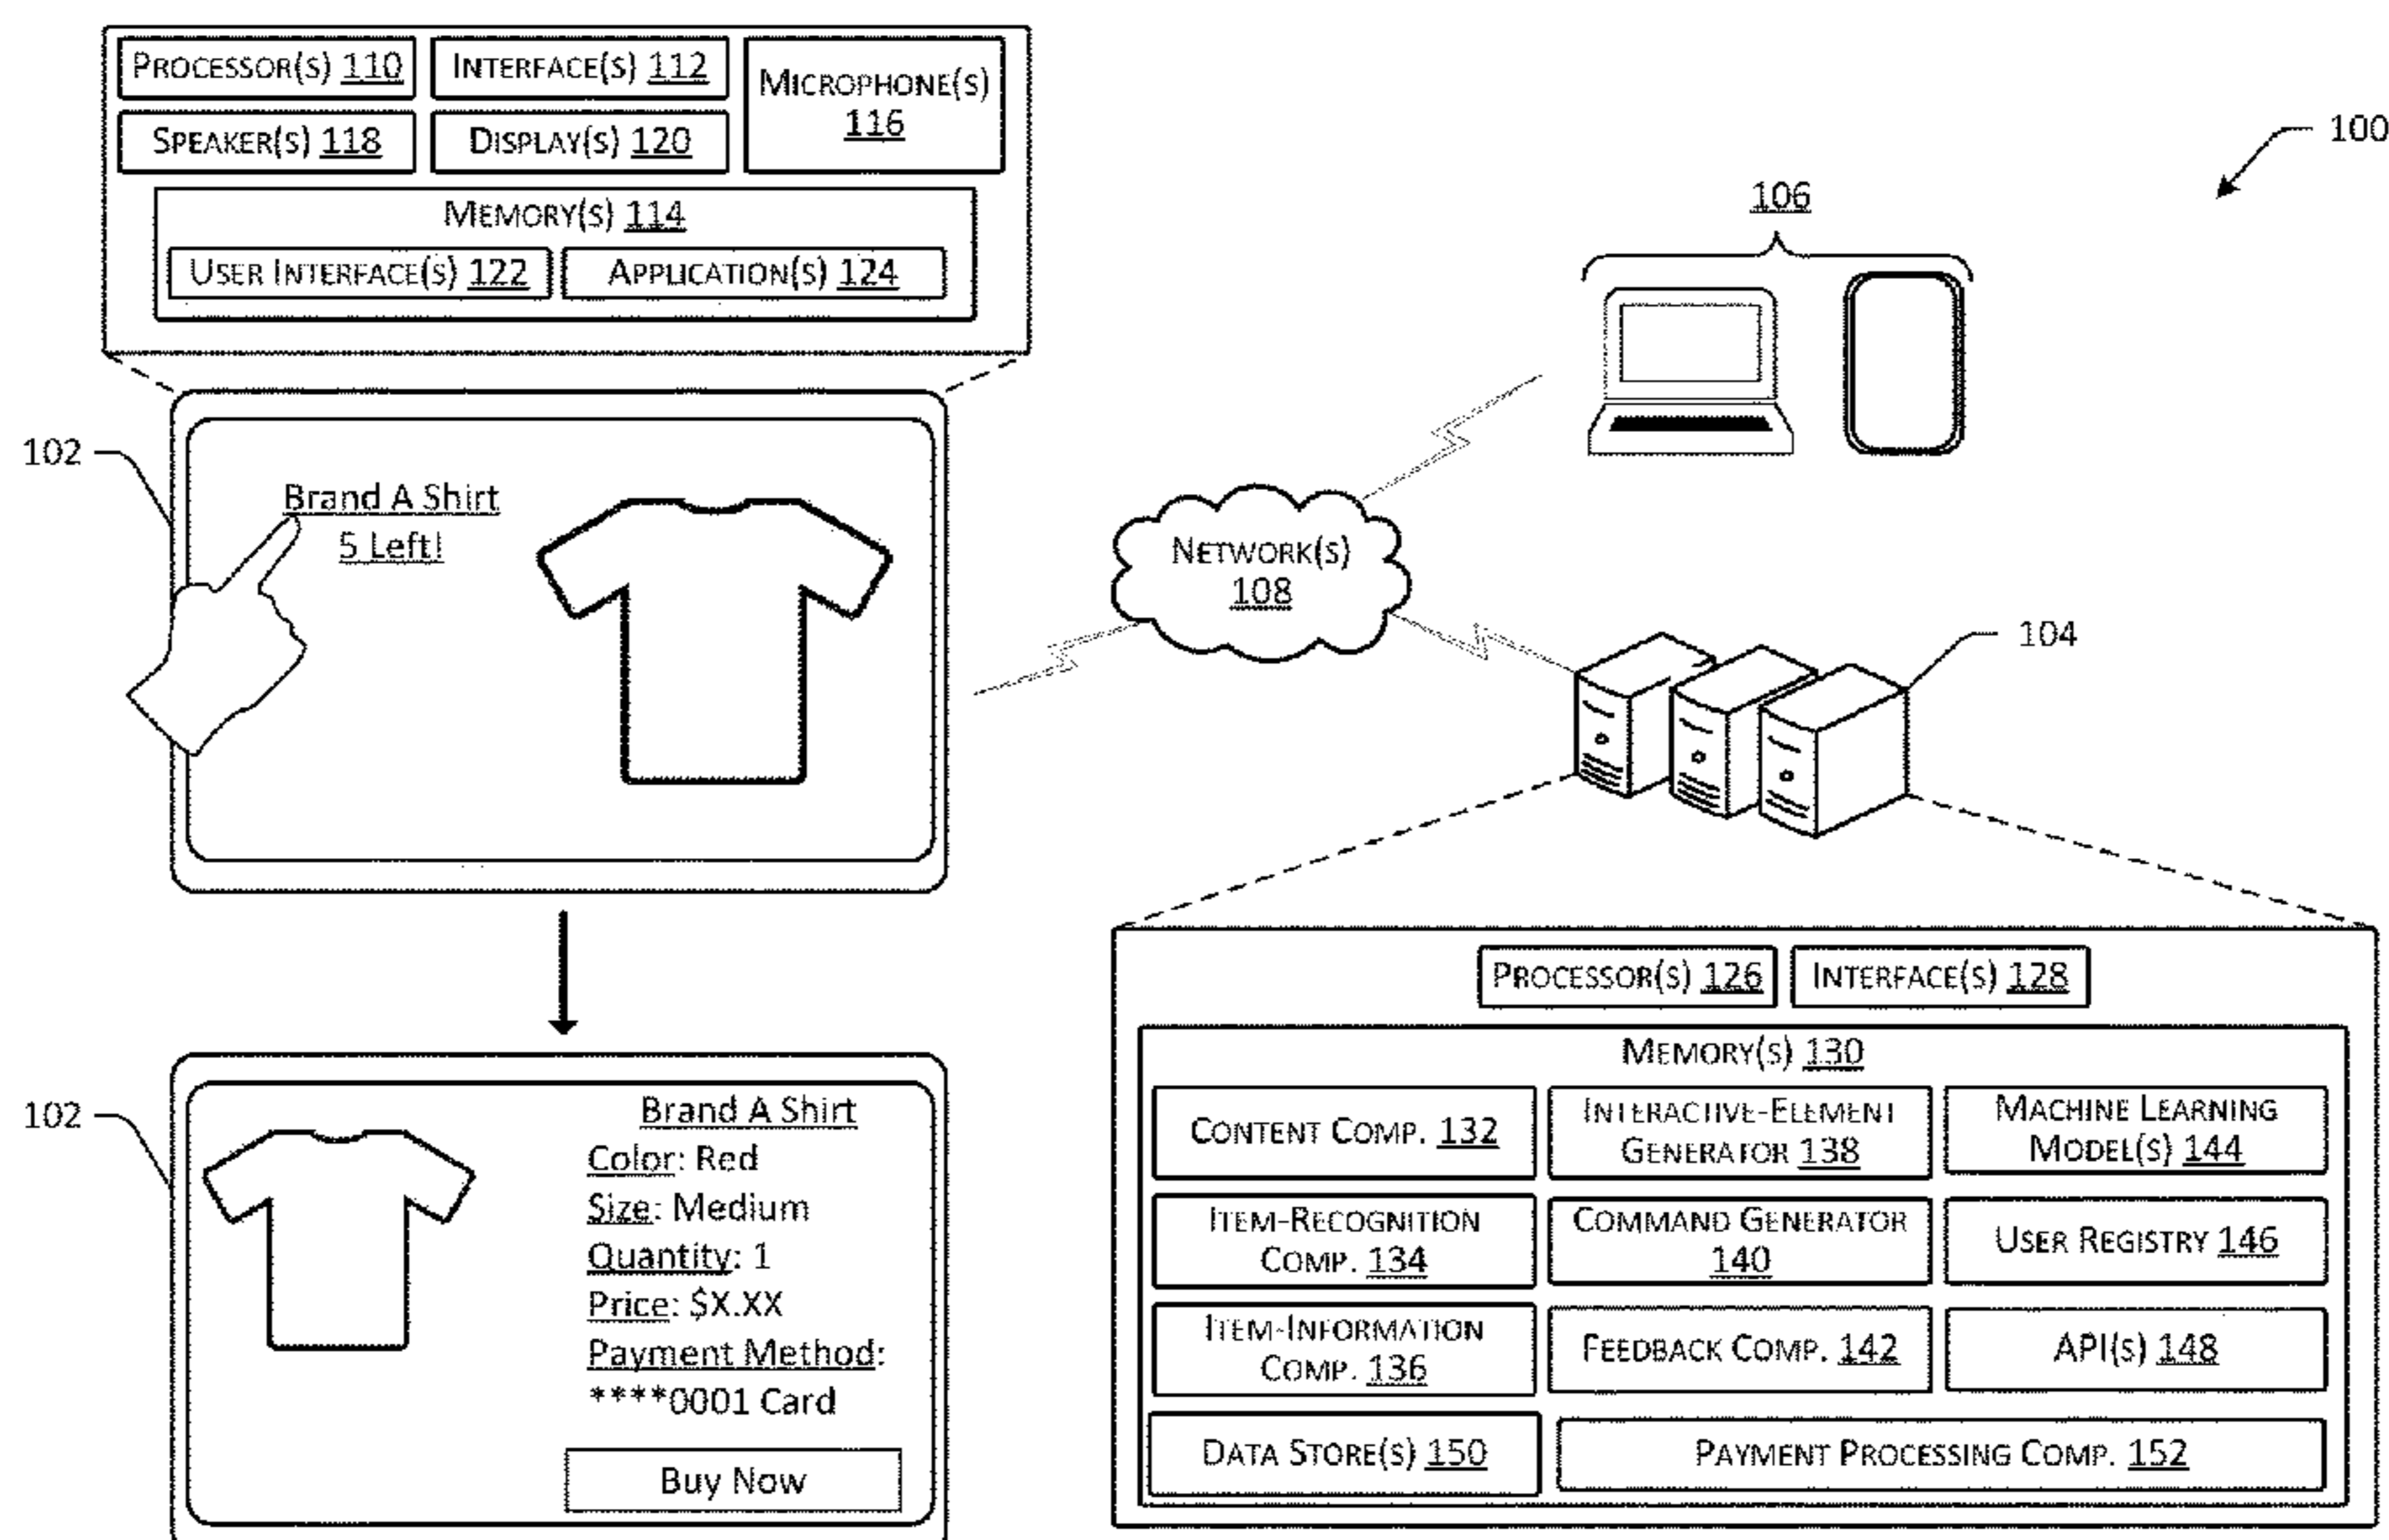 PROCESSOR(S) 110
INTERFACE(S) 112
MICROPHONE(S)
116
SPEAKER(S) 118
DISPLAY(S) 120
MEMORY(S) 114
USER INTERFACE(S) 122
APPLICATION(S) 124
100
106
102
Brand A Shirt
5 Left!
NETWORK(S)
108
104
102
Brand A Shirt
Color: Red
Size: Medium
Quantity: 1
Price: $X.XX
Payment Method:
****0001 Card
Buy Now
PROCESSOR(S) 126
INTERFACE(S) 128
MEMORY(S) 130
CONTENT COMP. 132
INTERACTIVE-ELEMENT
GENERATOR 138
MACHINE LEARNING
MODEL(S) 144
ITEM-RECOGNITION
COMP. 134
COMMAND GENERATOR
140
USER REGISTRY 146
ITEM-INFORMATION
COMP. 136
FEEDBACK COMP. 142
API(S) 148
DATA STORE(S) 150
PAYMENT PROCESSING COMP. 152